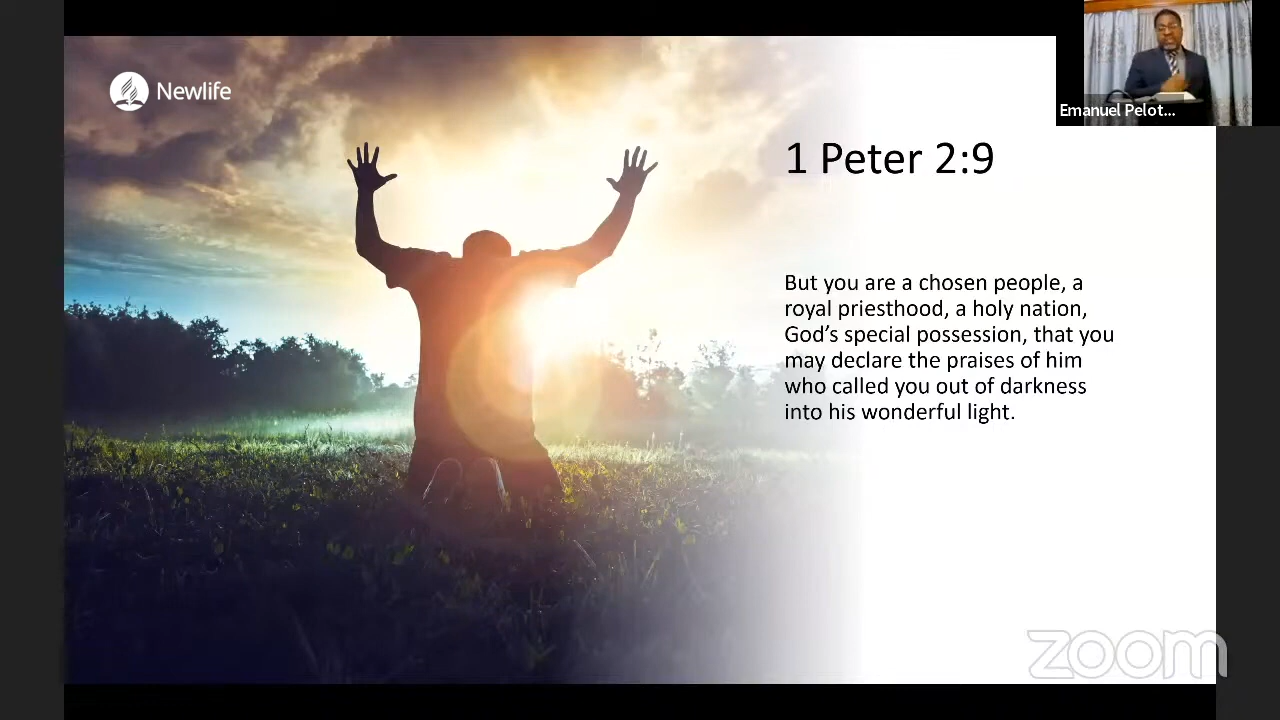 Newlife
Emanuel Pelot...
1 Peter 2:9
But you are a chosen people, a
royal priesthood, a holy nation,
God’s special possession, that you
may declare the praises of him
who called you out of darkness
into his wonderful light.
zoom